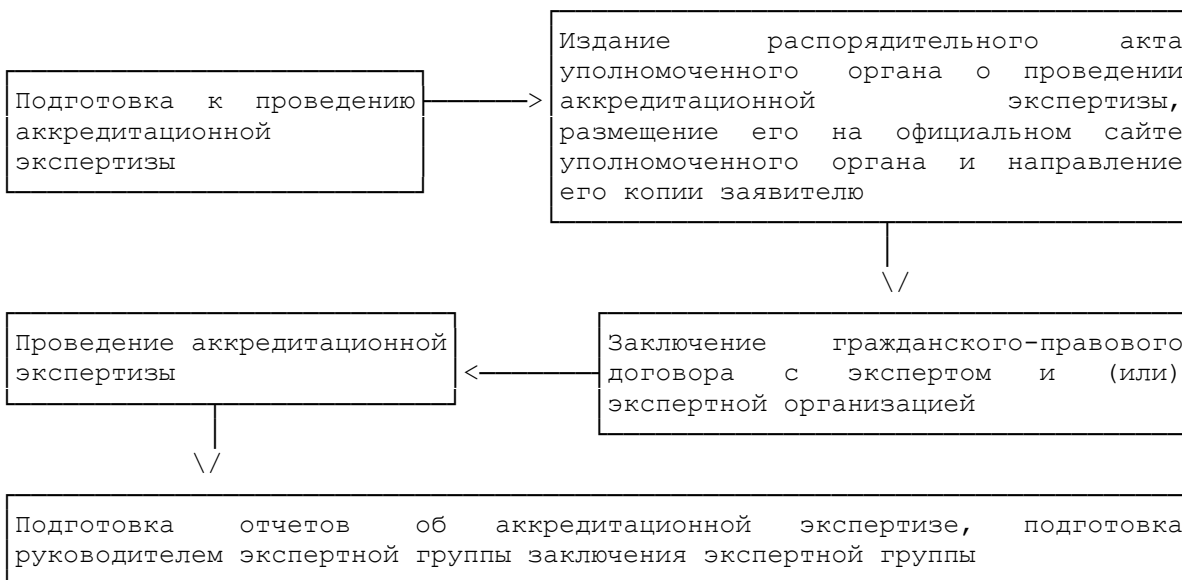 Подготовка к проведению
аккредитационной
экспертизы
Издание распорядительного акта
уполномоченного органа о проведении
аккредитационной экспертизы,
размещение его на официальном сайте
уполномоченного органа и направление
его копии заявителю
Заключение гражданского-правового
договора с экспертом и (или)
экспертной организацией
Проведение аккредитационной
экспертизы
Подготовка отчетов об аккредитационной экспертизе, подготовка
руководителем экспертной группы заключения экспертной группы